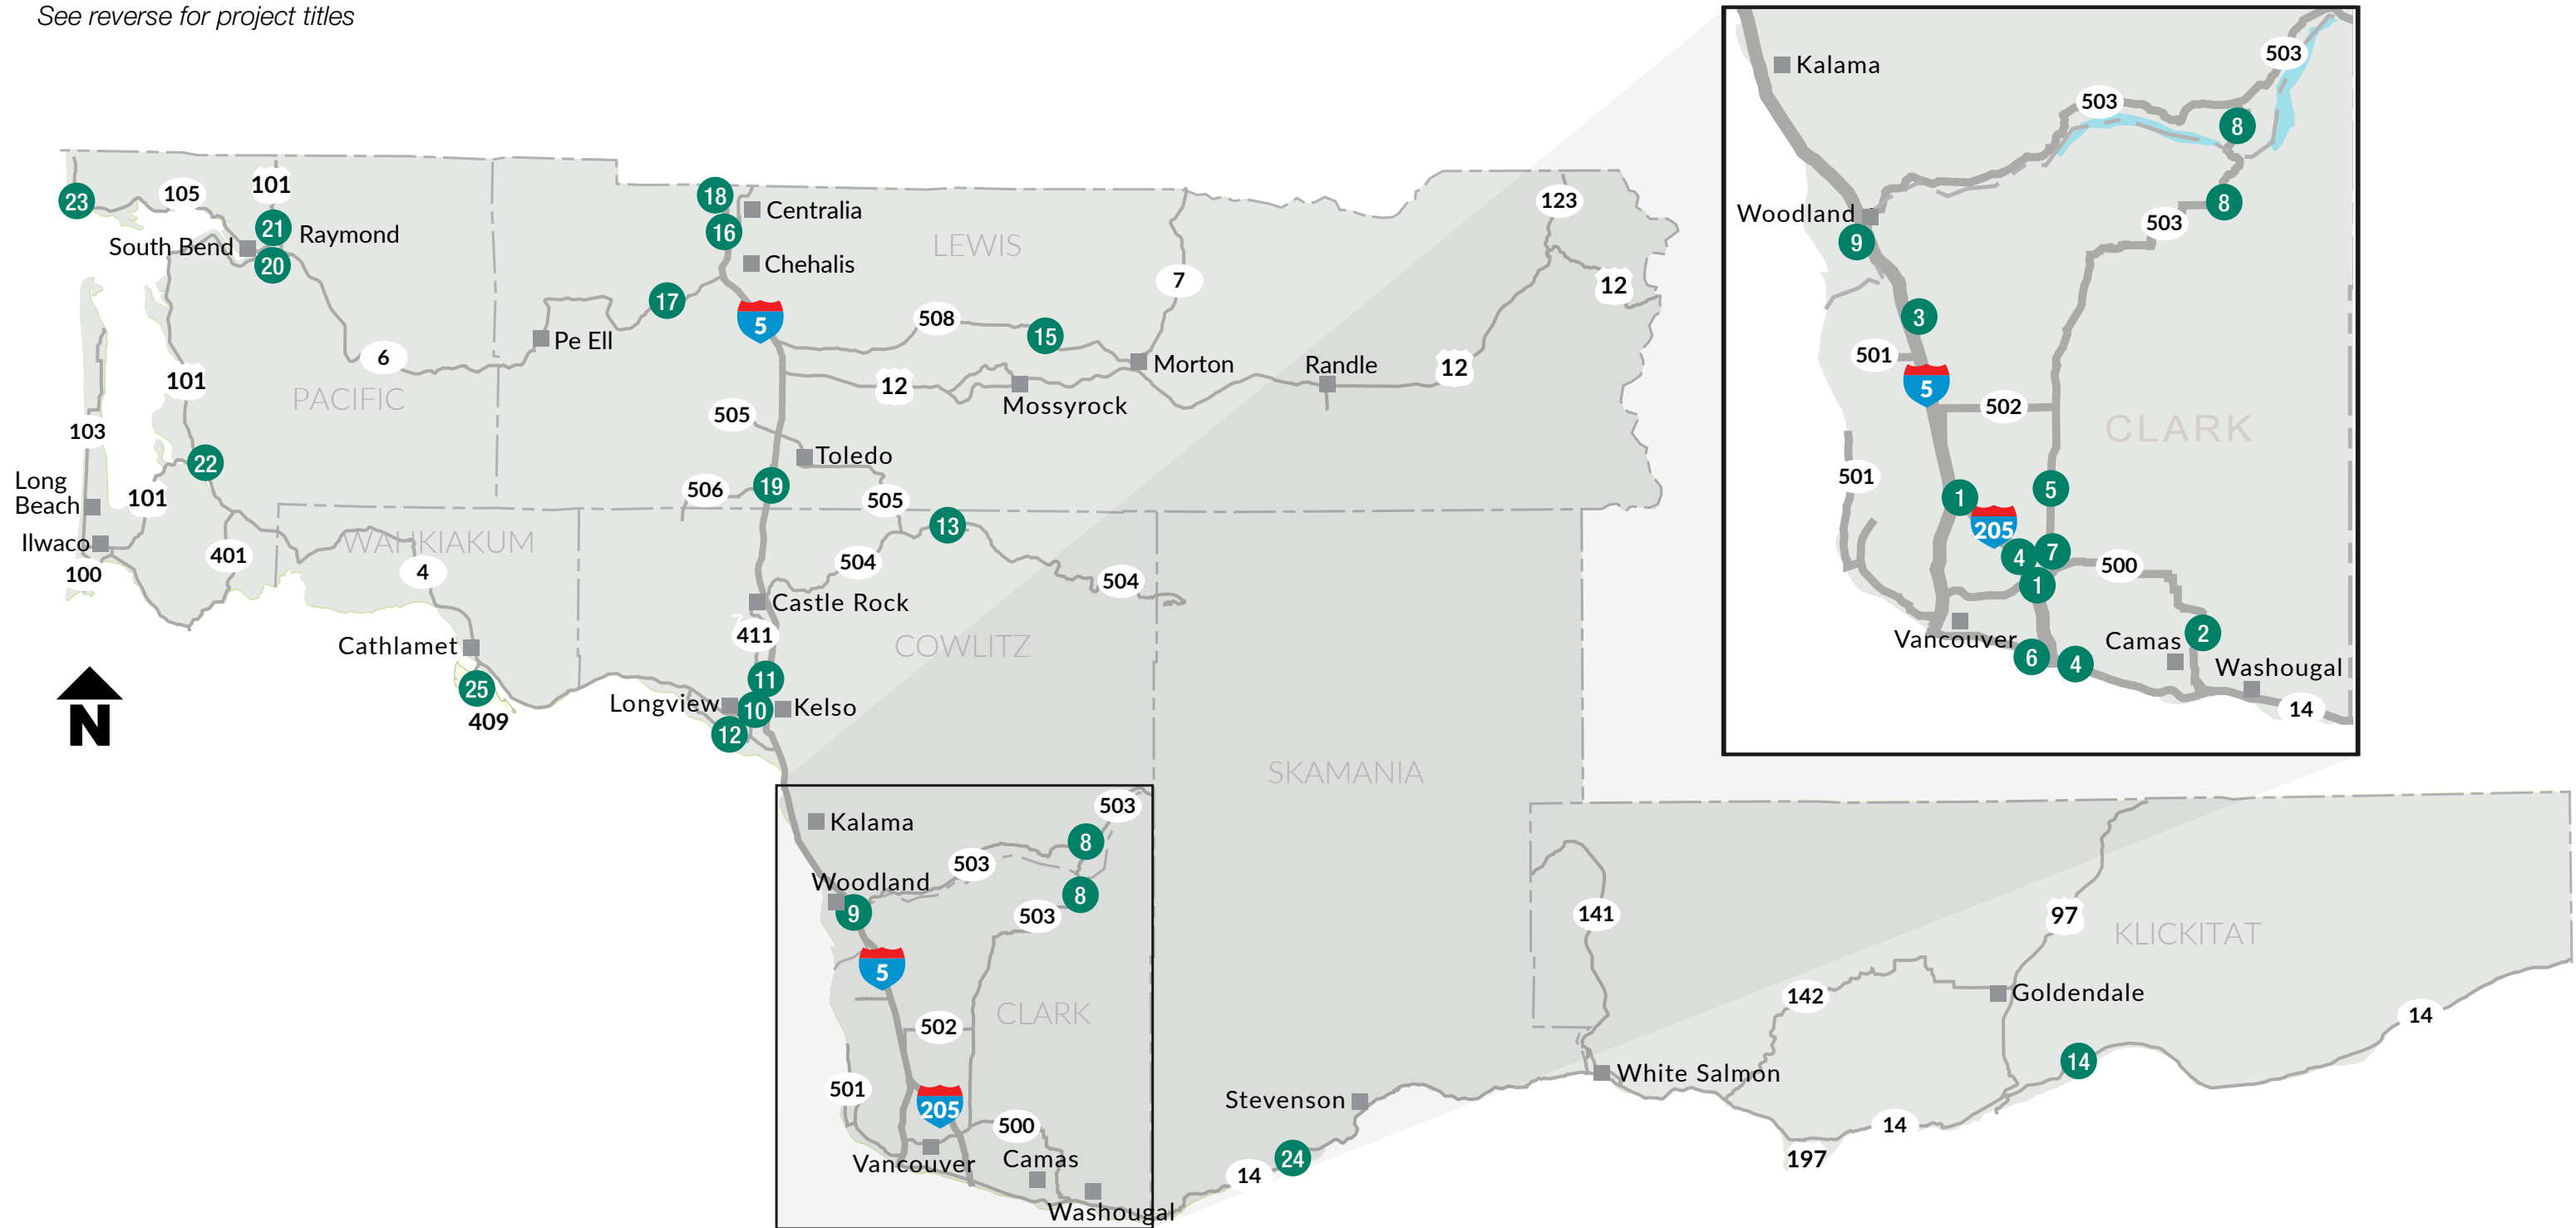 See reverse for project titles
18
Centralia
123
101
105
23
21
Raymond
16
LEWIS
South Bend
20
Chehalis
7
12
17
5
508
15
Pe Ell
6
Morton
Randle
12
101
12
PACIFIC
Mossyrock
505
103
Toledo
22
Long
Beach
101
506
19
505
13
Ilwaco
WAHKIAKUM
401
504
100
4
504
Castle Rock
7
411
Cathlamet
COWLITZ
11
25
Longview
10
Kelso
409
12
N
SKAMANIA
503
Kalama
8
503
Woodland
8
9
503
5
CLARK
502
501
205
500
Vancouver
Camas
Washougal
14
24
Stevenson
White Salmon
141
97
KLICKITAT
142
Goldendale
14
14
14
197
503
Kalama
503
8
8
Woodland
503
9
3
501
5
502
CLARK
501
5
1
205
4
7
500
1
2
Vancouver
Camas
6
4
Washougal
14